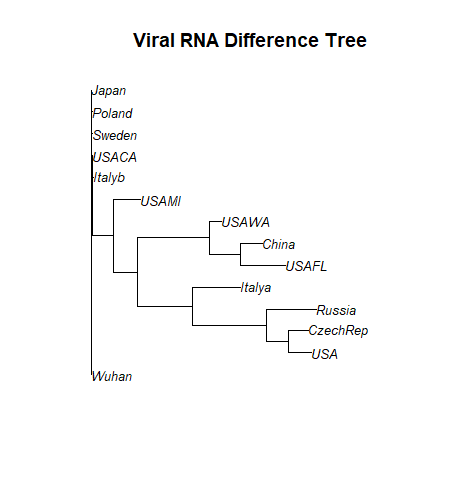 Viral RNA Difference Tree
Japan
Poland
Sweden
USACA
Italyb
USAMI
USAWA
China
USAFL
Italya
Russia
CzechRep
USA
Wuhan